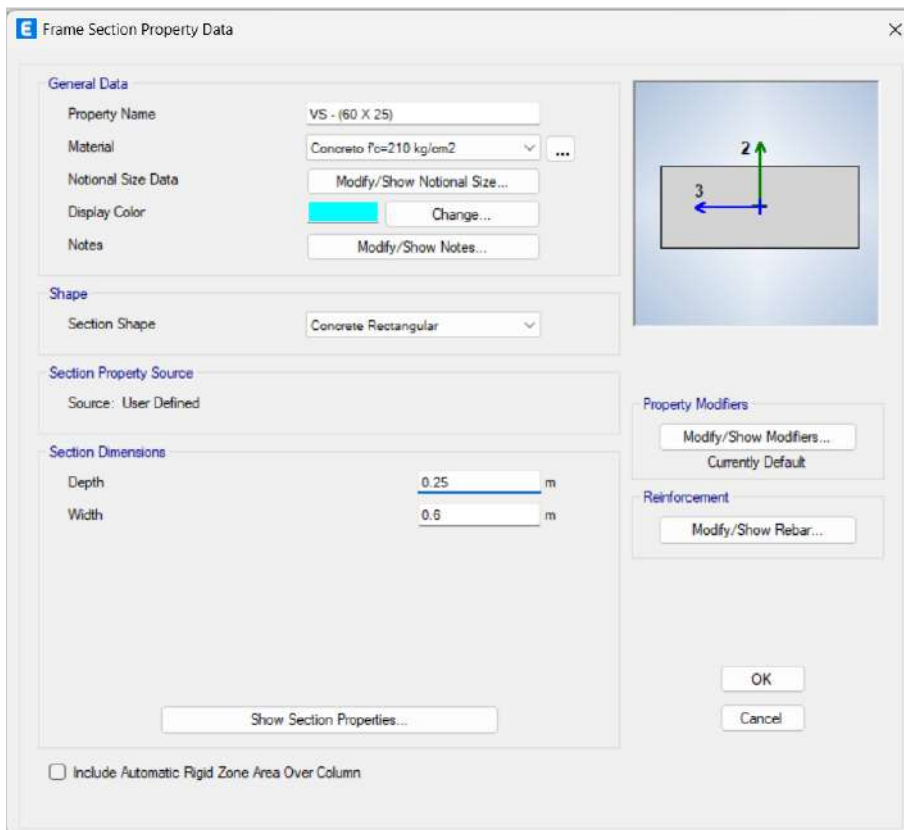 Frame Section Property Data
General Data
Property Name VS - (60 X 25)
Material Concreto f'c=210 kg/cm2 ...
Notional Size Data Modify/Show Notional Size...
Display Color Change...
Notes Modify/Show Notes...
2
3
Shape
Section Shape Concrete Rectangular
Section Property Source
Source: User Defined
Property Modifiers
Modify/Show Modifiers...
Currently Default
Section Dimensions
Depth 0.25 m
Width 0.6 m
Reinforcement
Modify/Show Rebar...
OK
Show Section Properties...
Cancel
Include Automatic Rigid Zone Area Over Column